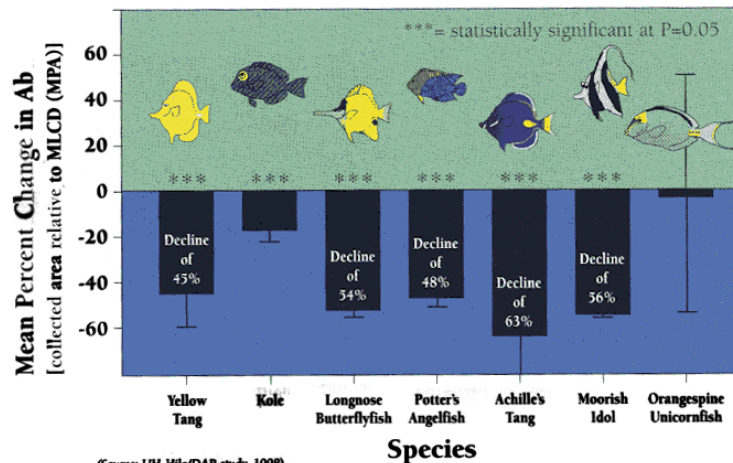 Mean Percent Change in Ab
[collected area relative to MLCD (MPA)]
60
40
20
0
-20
-40
-60
***= statistically significant at P=0.05
***
***
***
***
***
***
Decline
of
45%
Decline
of
54%
Decline
of
48%
Decline
of
63%
Decline
of
56%
Yellow
Tang
Kole
Longnose
Butterflyfish
Potter's
Angelfish
Achille's
Tang
Moorish
Idol
Orangespine
Unicornfish
Species